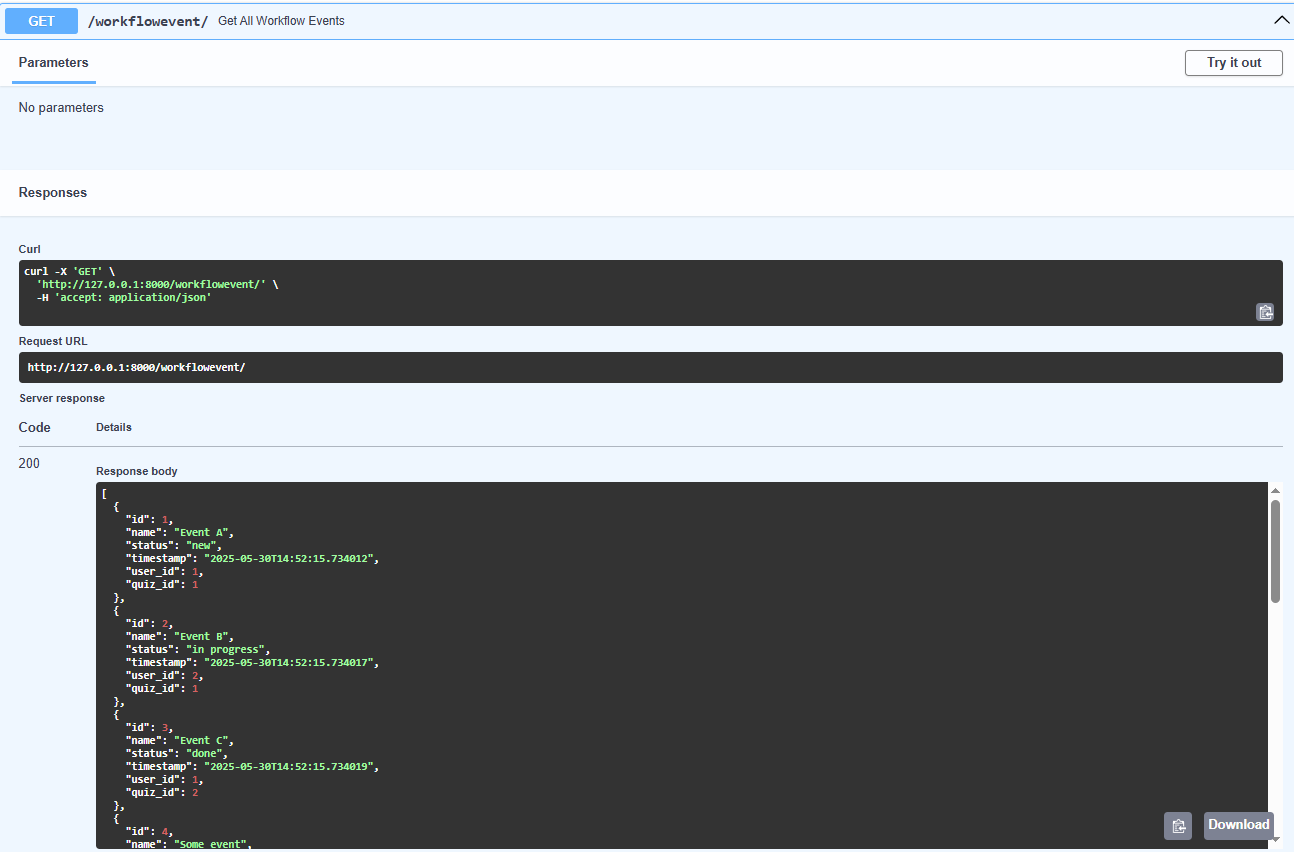 GET /workflowevent/ Get All Workflow Events
Parameters
Try it out
No parameters
Responses
Curl
curl -X 'GET' \
  'http://127.0.0.1:8000/workflowevent/' \
  -H 'accept: application/json'
Request URL
http://127.0.0.1:8000/workflowevent/
Server response
Code Details
200
Response body
[
  {
    "id": 1,
    "name": "Event A",
    "status": "new",
    "timestamp": "2025-05-30T14:52:15.734012",
    "user_id": 1,
    "quiz_id": 1
  },
  {
    "id": 2,
    "name": "Event B",
    "status": "in progress",
    "timestamp": "2025-05-30T14:52:15.734017",
    "user_id": 2,
    "quiz_id": 1
  },
  {
    "id": 3,
    "name": "Event C",
    "status": "done",
    "timestamp": "2025-05-30T14:52:15.734019",
    "user_id": 1,
    "quiz_id": 2
  },
  {
    "id": 4,
    "name": "Some event",
Download